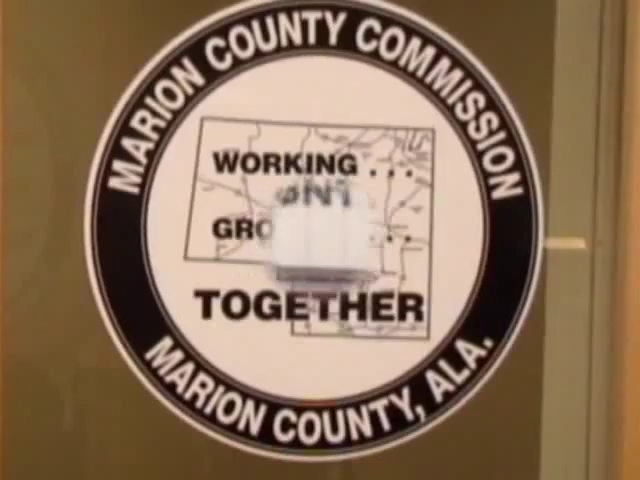 MARION COUNTY COMMISSION
WORKING . . .
TOGETHER
MARION COUNTY, ALA.